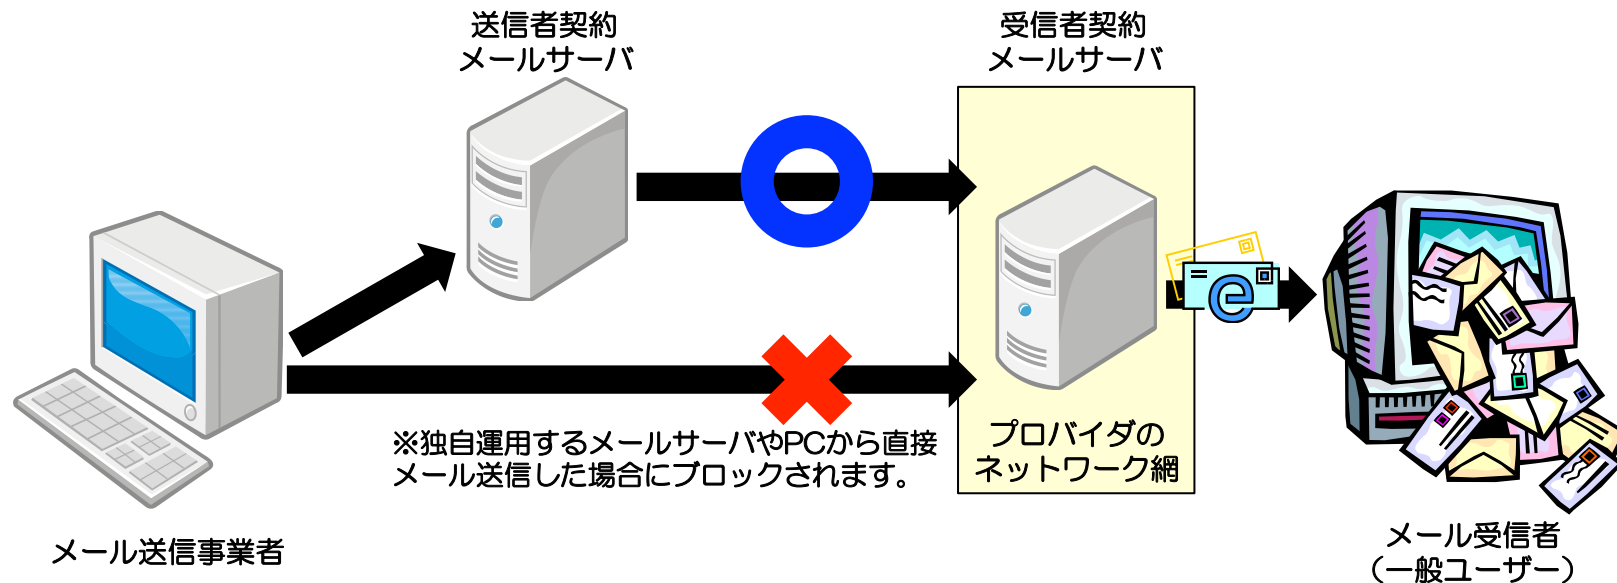 送信者契約
メールサーバ
受信者契約
メールサーバ
※独自運用するメールサーバやPCから直接
メール送信した場合にブロックされます。
プロバイダの
ネットワーク網
メール送信事業者
メール受信者
（一般ユーザー）